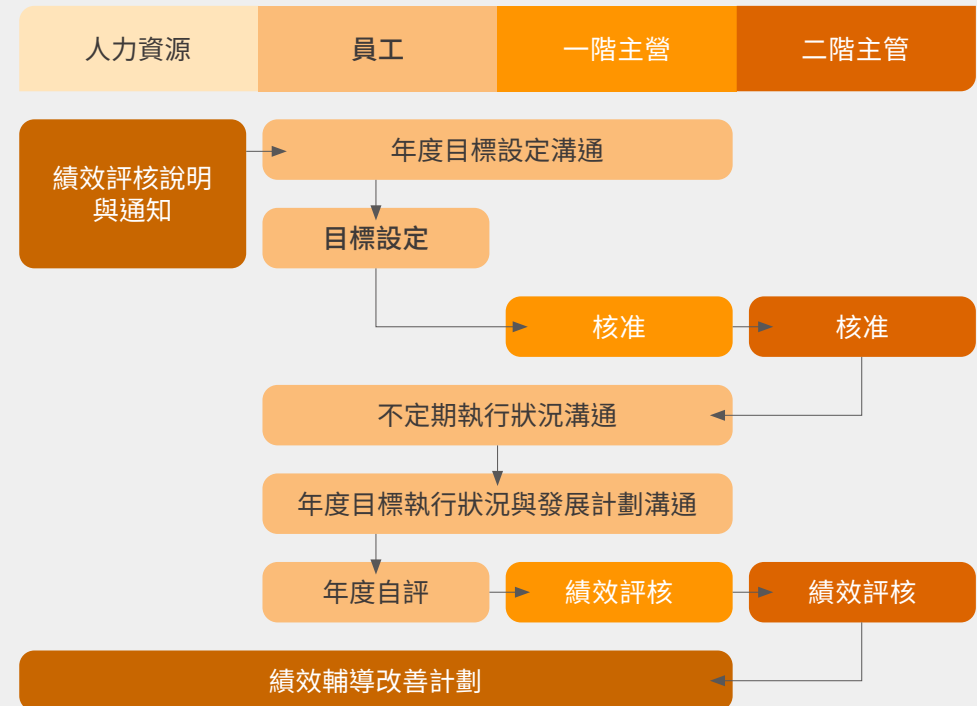 人力資源
員工
一階主營
二階主管
績效評核說明
與通知
年度目標設定溝通
目標設定
核准
核准
不定期執行狀況溝通
年度目標執行狀況與發展計劃溝通
年度自評
績效評核
績效評核
績效輔導改善計劃